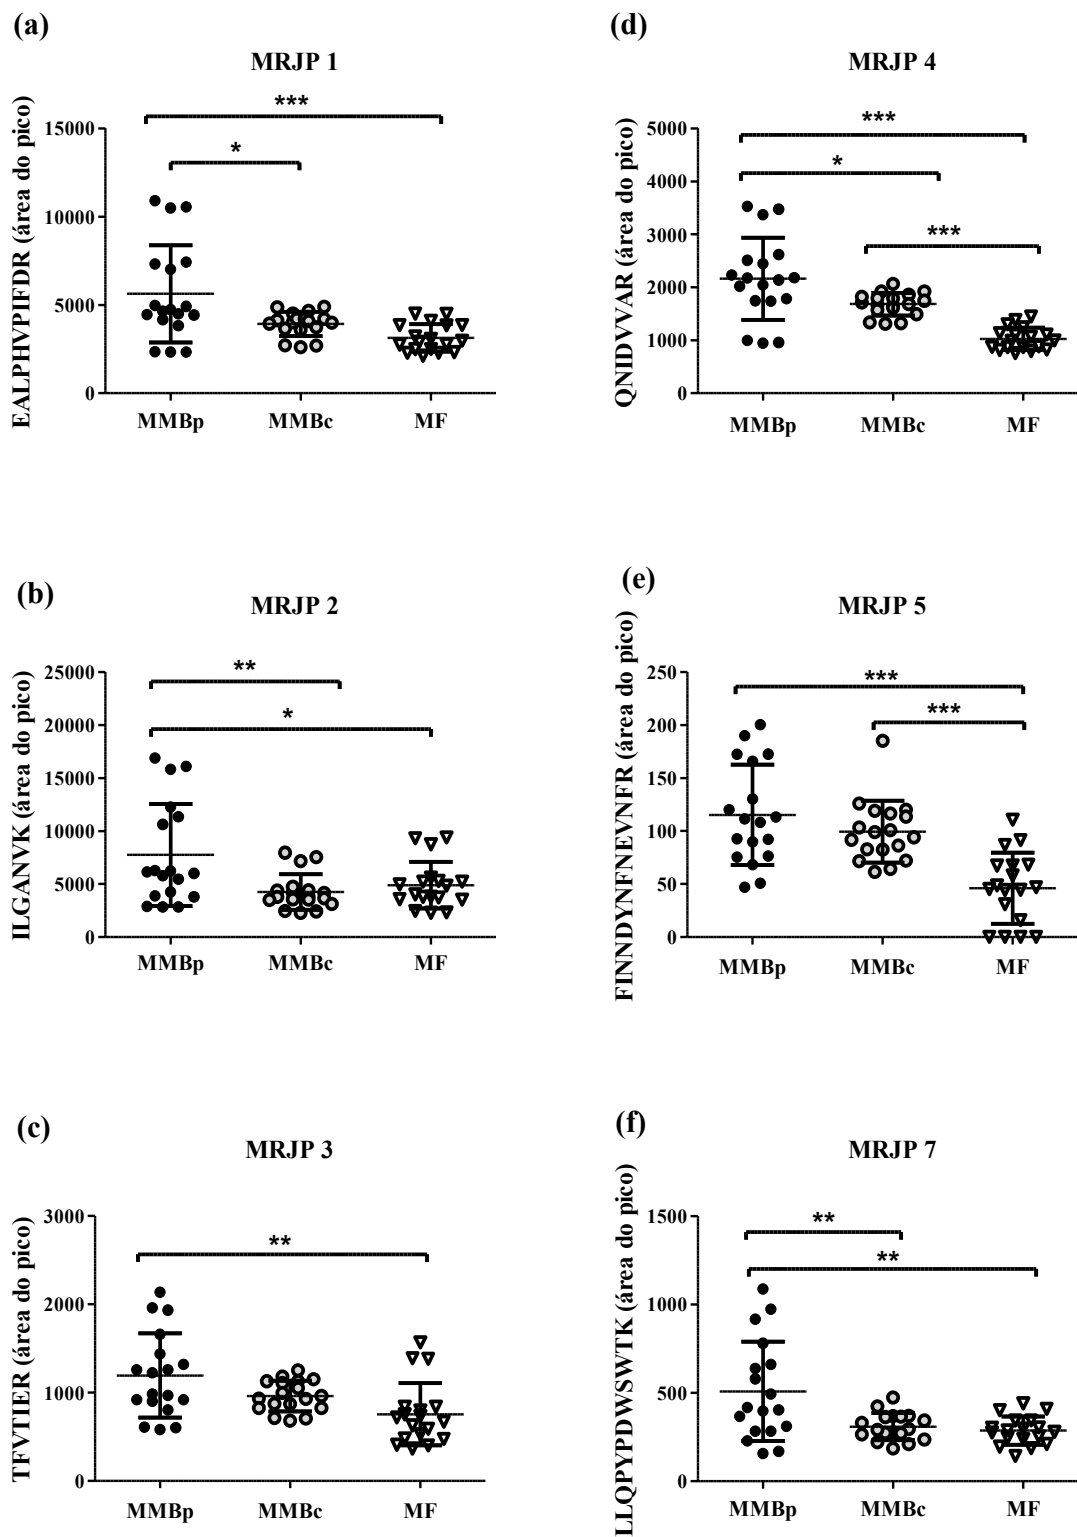 (a)
MRJP 1
EALPHVPIFDR (área do pico)
15000
10000
5000
0
***
*
MMBp
MMBc
MF
(d)
MRJP 4
QNIDVVAR (área do pico)
5000
4000
3000
2000
1000
0
***
*
***
MMBp
MMBc
MF
(b)
MRJP 2
ILGANVK (área do pico)
25000
20000
15000
10000
5000
0
**
*
MMBp
MMBc
MF
(e)
MRJP 5
FINNDYNFNEVNFR (área do pico)
250
200
150
100
50
0
***
***
MMBp
MMBc
MF
(c)
MRJP 3
TFVTIER (área do pico)
3000
2000
1000
0
**
MMBp
MMBc
MF
(f)
MRJP 7
LLQPYPDWSWTK (área do pico)
1500
1000
500
0
**
**
MMBp
MMBc
MF